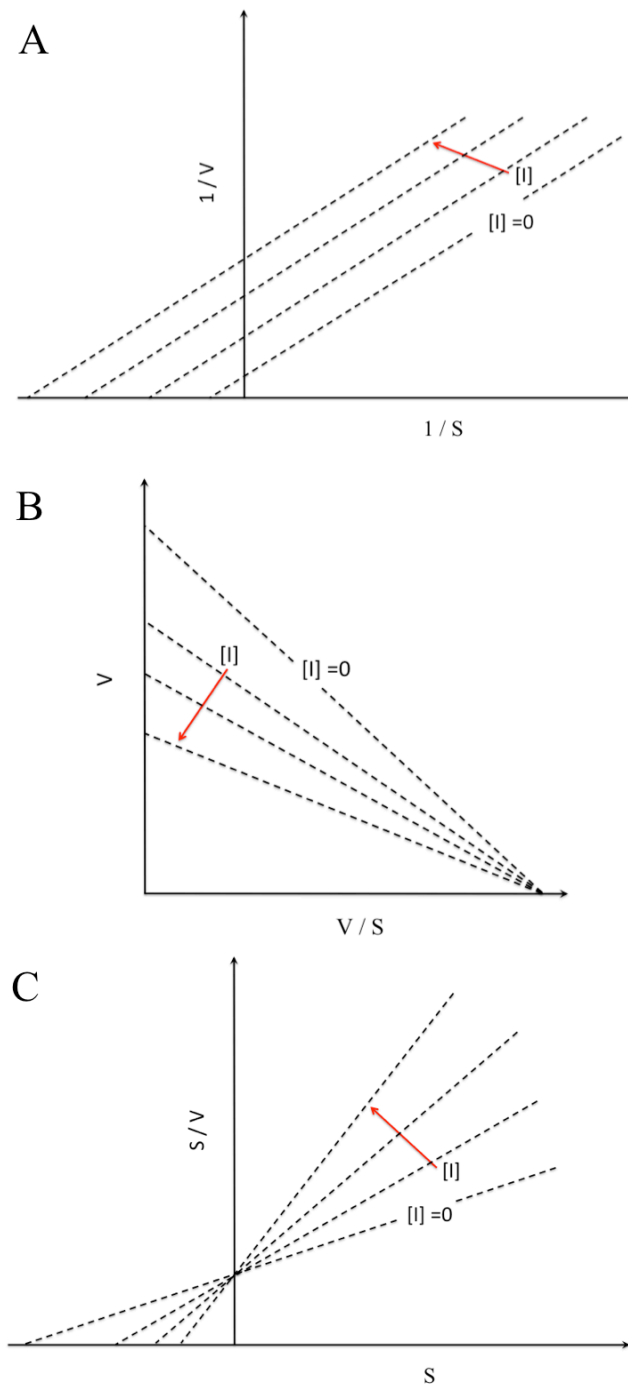 A
1 / V
[I]
[I] =0
1 / S
B
[I]
[I] =0
V
V / S
C
S / V
[I]
[I] =0
S